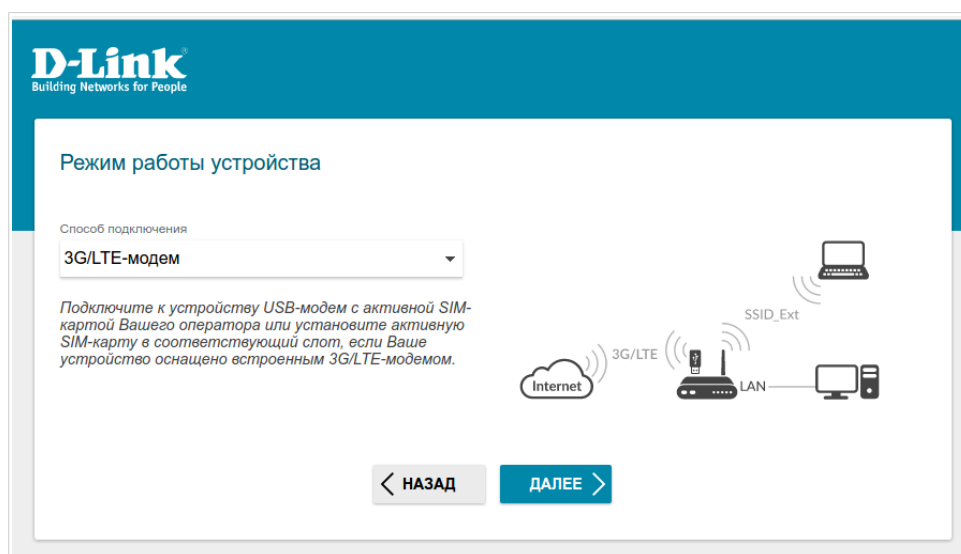 D-Link
Building Networks for People
Режим работы устройства
Способ подключения
3G/LTE-модем
Подключите к устройству USB-модем с активной SIM-
картой Вашего оператора или установите активную
SIM-карту в соответствующий слот, если Ваше
устройство оснащено встроенным 3G/LTE-модемом.
SSID_Ext
3G/LTE
Internet
LAN
НАЗАД
ДАЛЕЕ